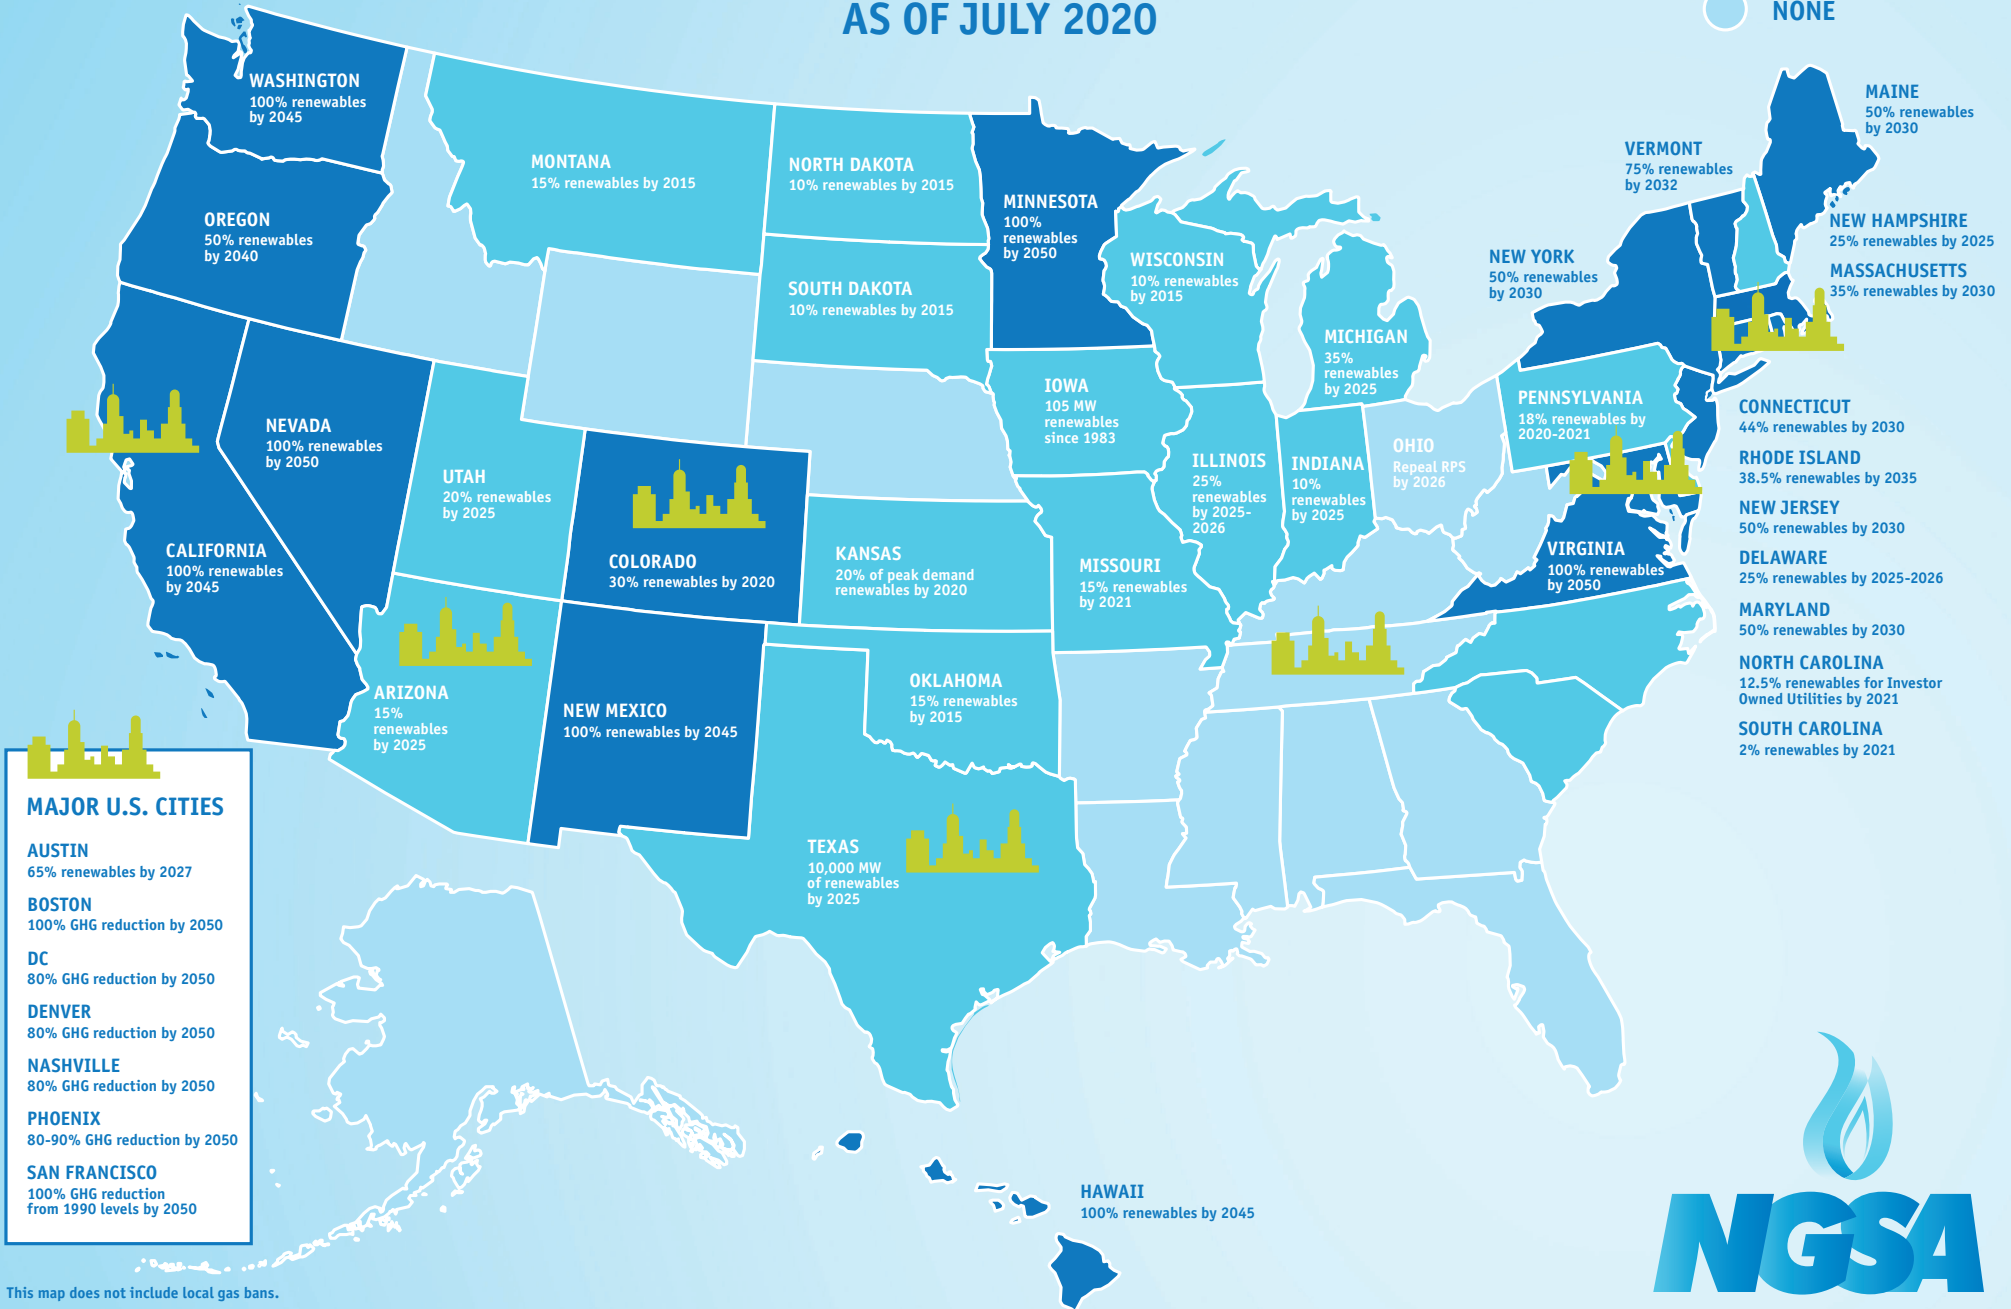 AS OF JULY 2020
NONE
WASHINGTON
100% renewables
by 2045
OREGON
50% renewables
by 2040
MONTANA
15% renewables by 2015
NORTH DAKOTA
10% renewables by 2015
SOUTH DAKOTA
10% renewables by 2015
MINNESOTA
100%
renewables
by 2050
WISCONSIN
10% renewables
by 2015
MICHIGAN
35%
renewables
by 2025
IOWA
105 MW
renewables
since 1983
ILLINOIS
25%
renewables
by 2025-
2026
INDIANA
10%
renewables
by 2025
OHIO
Repeal RPS
by 2026
PENNSYLVANIA
18% renewables by
2020-2021
NEW YORK
50% renewables
by 2030
VERMONT
75% renewables
by 2032
MAINE
50% renewables
by 2030
NEW HAMPSHIRE
25% renewables by 2025
MASSACHUSETTS
35% renewables by 2030
CONNECTICUT
44% renewables by 2030
RHODE ISLAND
38.5% renewables by 2035
NEW JERSEY
50% renewables by 2030
DELAWARE
25% renewables by 2025-2026
MARYLAND
50% renewables by 2030
NORTH CAROLINA
12.5% renewables for Investor
Owned Utilities by 2021
SOUTH CAROLINA
2% renewables by 2021
VIRGINIA
100% renewables
by 2050
NEVADA
100% renewables
by 2050
UTAH
20% renewables
by 2025
COLORADO
30% renewables by 2020
KANSAS
20% of peak demand
renewables by 2020
MISSOURI
15% renewables
by 2021
CALIFORNIA
100% renewables
by 2045
ARIZONA
15%
renewables
by 2025
NEW MEXICO
100% renewables by 2045
OKLAHOMA
15% renewables
by 2015
TEXAS
10,000 MW
of renewables
by 2025
HAWAII
100% renewables by 2045
MAJOR U.S. CITIES
AUSTIN
65% renewables by 2027
BOSTON
100% GHG reduction by 2050
DC
80% GHG reduction by 2050
DENVER
80% GHG reduction by 2050
NASHVILLE
80% GHG reduction by 2050
PHOENIX
80-90% GHG reduction by 2050
SAN FRANCISCO
100% GHG reduction
from 1990 levels by 2050
This map does not include local gas bans.
NGSA